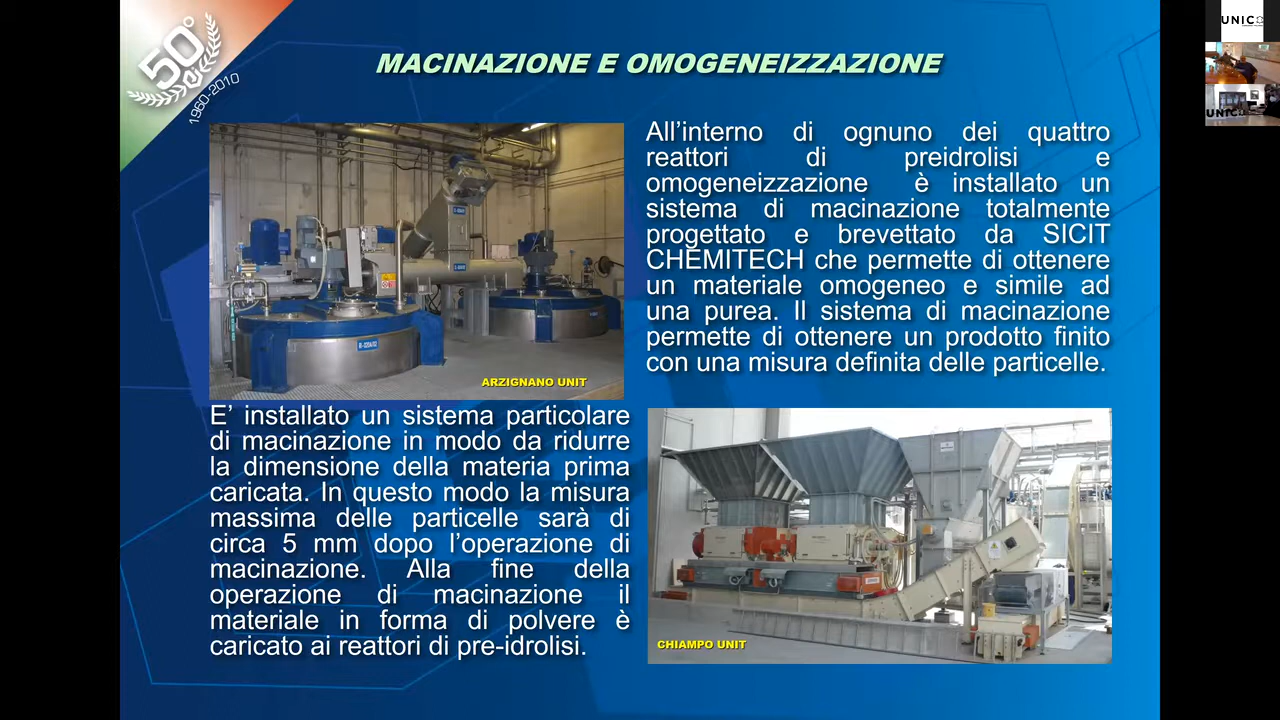 50°
1960-2010
MACINAZIONE E OMOGENEIZZAZIONE
ARZIGNANO UNIT
All’interno di ognuno dei quattro
reattori di preidrolisi e
omogeneizzazione è installato un
sistema di macinazione totalmente
progettato e brevettato da SICIT
CHEMITECH che permette di ottenere
un materiale omogeneo e simile ad
una purea. Il sistema di macinazione
permette di ottenere un prodotto finito
con una misura definita delle particelle.
E’ installato un sistema particolare
di macinazione in modo da ridurre
la dimensione della materia prima
caricata. In questo modo la misura
massima delle particelle sarà di
circa 5 mm dopo l’operazione di
macinazione. Alla fine della
operazione di macinazione il
materiale in forma di polvere è
caricato ai reattori di pre-idrolisi.
CHIAMPO UNIT
UNIC
UNIC